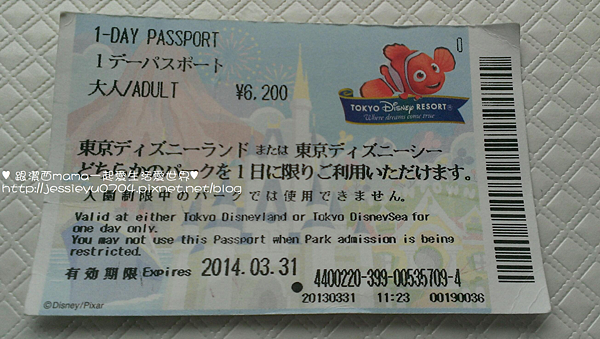 1-DAY PASSPORT
1デーパスポート
大人/ADULT ¥6,200
TOKYO Disney RESORT®
Where dreams come true
東京ディズニーランド または 東京ディズニーシー
どちらかのパークを1日に限りご利用いただけます。
♥ 跟潔西mama一起愛生活愛世界♥
http://jessieyu0704.pixnet.net/blog
入園制限中のパークでは使用できません。
Valid at either Tokyo Disneyland or Tokyo DisneySea for
one day only.
You may not use this Passport when Park admission is being
restricted.
有効期限 Expires 2014.03.31
4400220-399-00535709-4
20130331 11:23 00190036
©Disney/Pixar